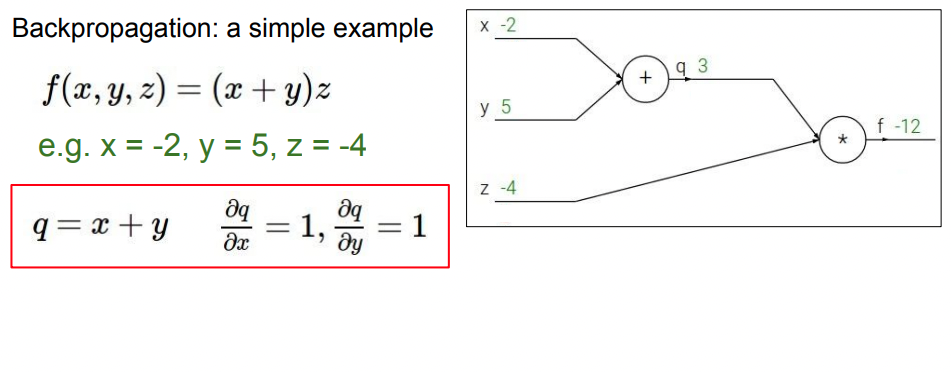 Backpropagation: a simple example
f(x, y, z) = (x + y)z
e.g. x = -2, y = 5, z = -4
q = x + y   ∂q/∂x = 1, ∂q/∂y = 1
x -2
y 5
+
q 3
z -4
*
f -12